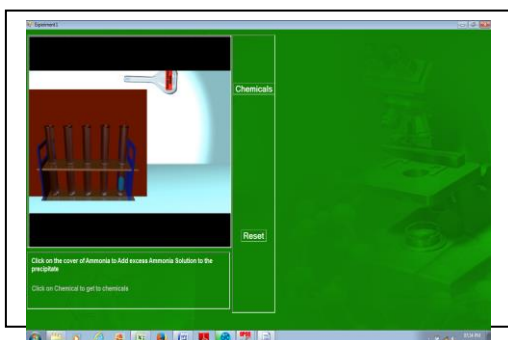 Experiment1
Chemicals
Reset
Click on the cover of Ammonia to Add excess Ammonia Solution to the
precipitate
Click on Chemical to get to chemicals